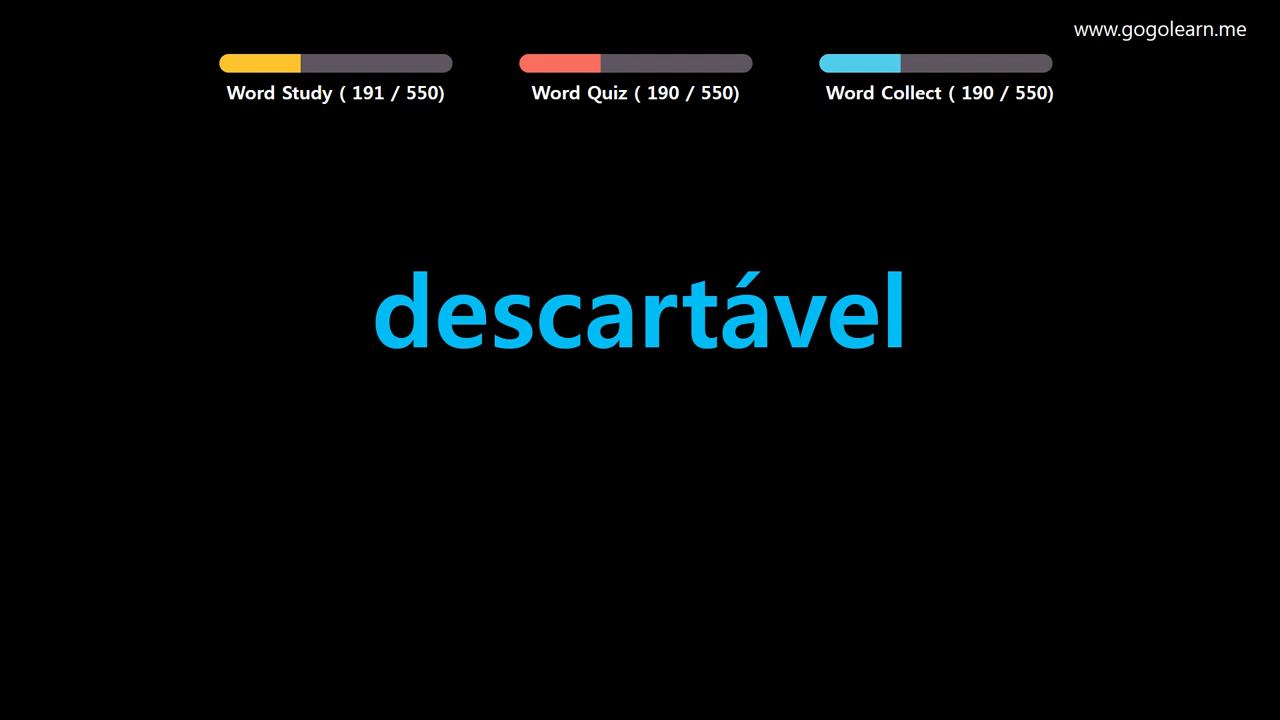 www.gogolearn.me
Word Study ( 191 / 550)
Word Quiz ( 190 / 550)
Word Collect ( 190 / 550)
descartável